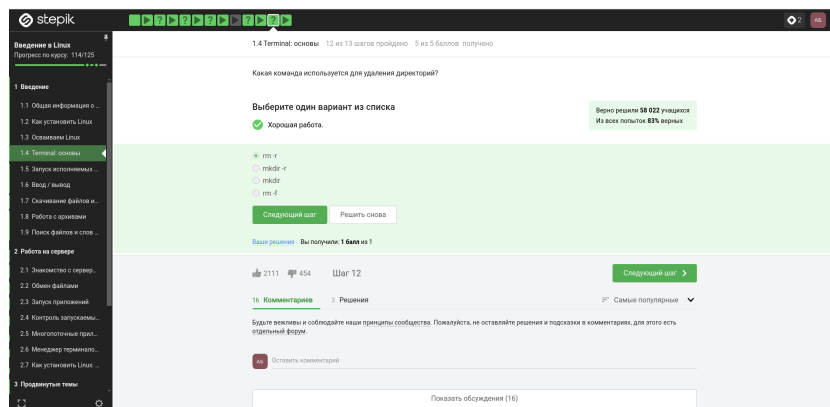 stepik
2
АБ
Введение в Linux
Прогресс по курсу: 114/125
1 Введение
1.1 Общая информация о ...
1.2 Как установить Linux
1.3 Осваиваем Linux
1.4 Terminal: основы
1.5 Запуск исполняемых ...
1.6 Ввод / вывод
1.7 Скачивание файлов и...
1.8 Работа с архивами
1.9 Поиск файлов и слов ...
2 Работа на сервере
2.1 Знакомство с сервер...
2.2 Обмен файлами
2.3 Запуск приложений
2.4 Контроль запускаемы...
2.5 Многопоточные прил...
2.6 Менеджер терминало...
2.7 Как установить Linux: ...
3 Продвинутые темы
1.4 Terminal: основы 12 из 13 шагов пройдено 5 из 5 баллов получено
Какая команда используется для удаления директорий?
Выберите один вариант из списка
Хорошая работа.
Верно решили 58 022 учащихся
Из всех попыток 83% верных
rm -r
mkdir -r
mkdir
rm -f
Следующий шаг Решить снова
Ваши решения Вы получили: 1 балл из 1
2111 454 Шаг 12 Следующий шаг
16 Комментариев 3 Решения Самые популярные
Будьте вежливы и соблюдайте наши принципы сообщества. Пожалуйста, не оставляйте решения и подсказки в комментариях, для этого есть
отдельный форум.
АБ Оставить комментарий
Показать обсуждения (16)